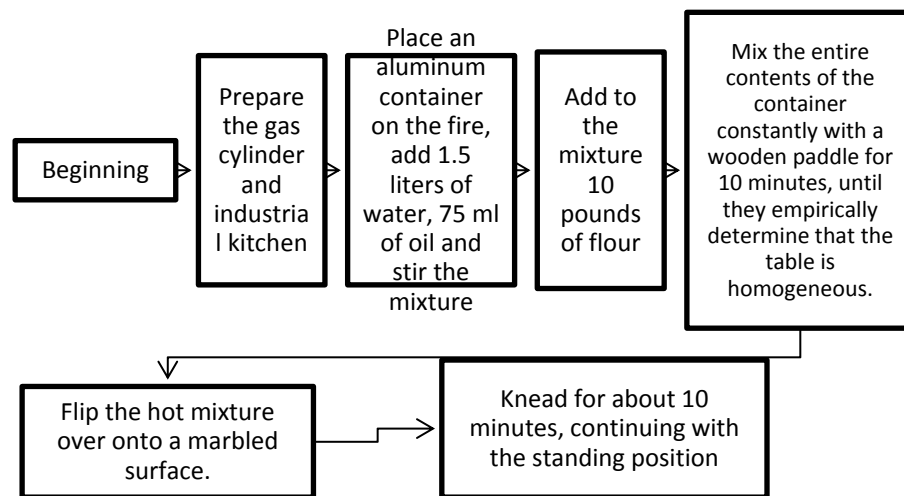 Beginning
Prepare
the gas
cylinder
and
industria
l kitchen
Place an
aluminum
container
on the fire,
add 1.5
liters of
water, 75 ml
of oil and
stir the
mixture
Add to
the
mixture
10
pounds
of flour
Mix the entire
contents of the
container
constantly with a
wooden paddle for
10 minutes, until
they empirically
determine that the
table is
homogeneous.
Flip the hot mixture
over onto a marbled
surface.
Knead for about 10
minutes, continuing with
the standing position